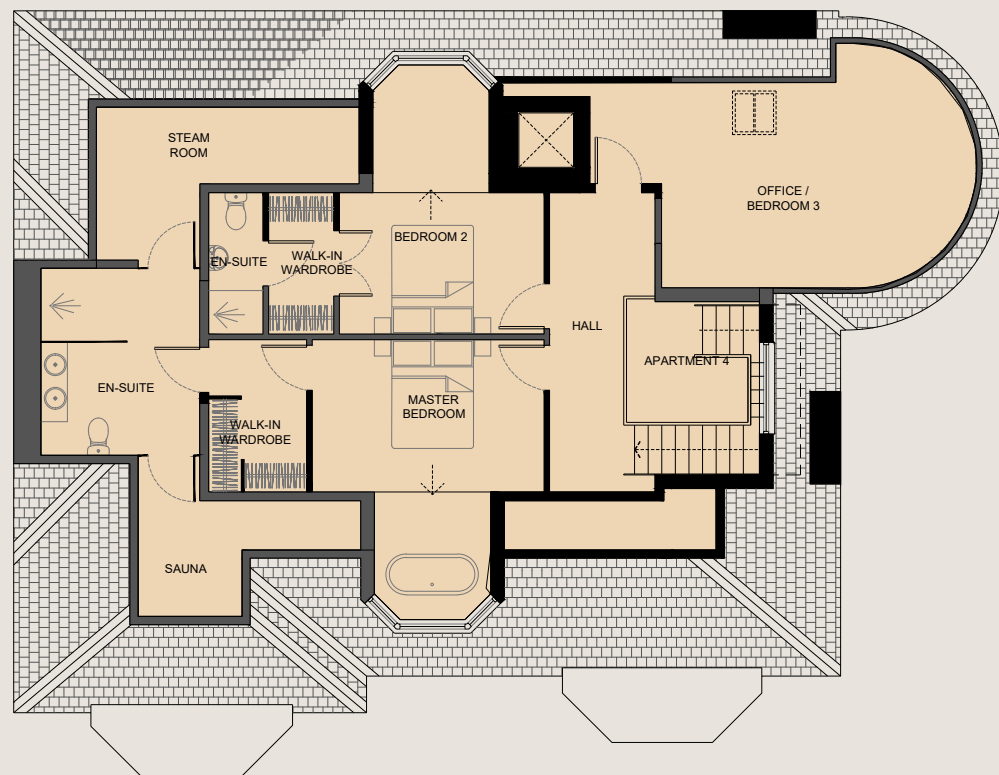 STEAM
ROOM
OFFICE /
BEDROOM 3
BEDROOM 2
EN-SUITE
WALK-IN
WARDROBE
HALL
APARTMENT 4
EN-SUITE
MASTER
BEDROOM
WALK-IN
WARDROBE
SAUNA